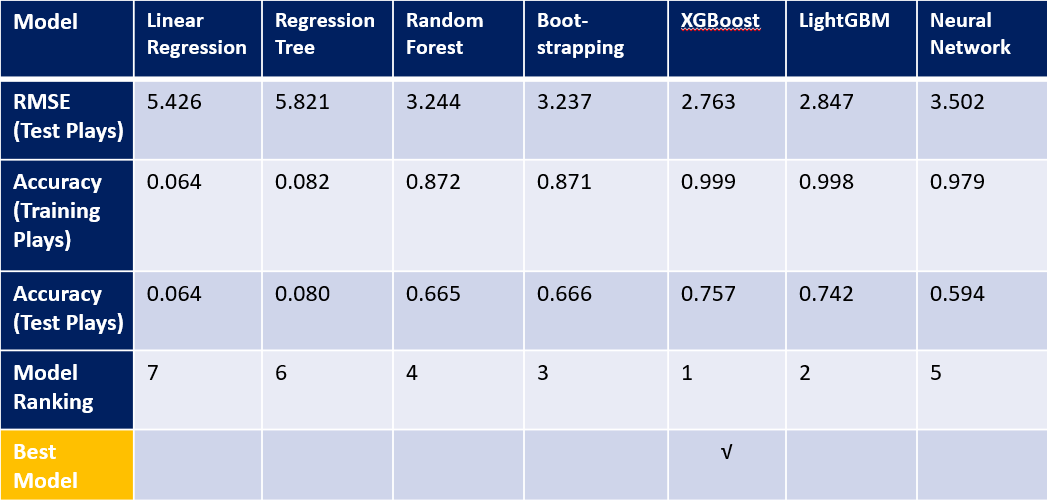 Model Linear Regression Regression Tree Random Forest Boot-strapping XGBoost LightGBM Neural Network
RMSE (Test Plays) 5.426 5.821 3.244 3.237 2.763 2.847 3.502
Accuracy (Training Plays) 0.064 0.082 0.872 0.871 0.999 0.998 0.979
Accuracy (Test Plays) 0.064 0.080 0.665 0.666 0.757 0.742 0.594
Model Ranking 7 6 4 3 1 2 5
Best Model √